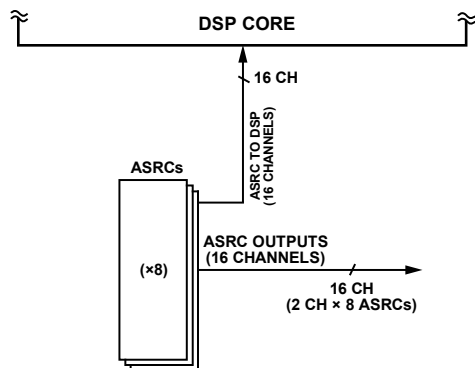 DSP CORE
16 CH
ASRC TO DSP
(16 CHANNELS)
ASRCs
(×8)
ASRC OUTPUTS
(16 CHANNELS)
16 CH
(2 CH × 8 ASRCs)